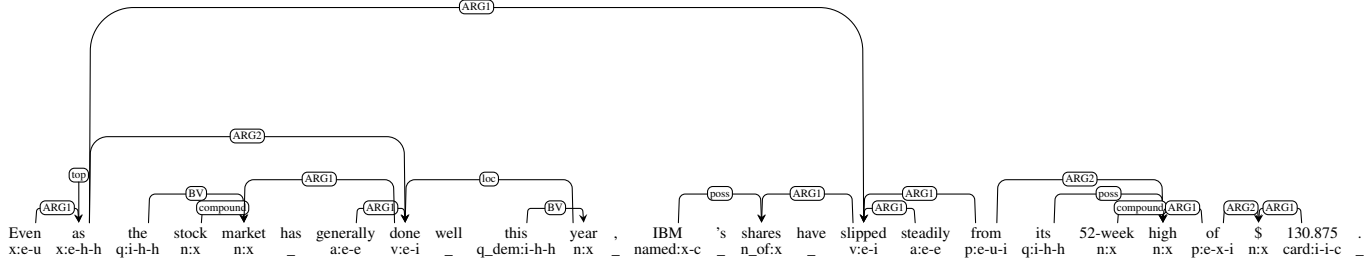 ARG1
ARG2
top
BV
ARG1
loc
poss
ARG1
ARG1
ARG2
poss
ARG1
compound
ARG1
BV
ARG1
compound
ARG1
ARG2
ARG1
Even as the stock market has generally done well this year , IBM 's shares have slipped steadily from its 52-week high of $ 130.875 .
x:e-u x:e-h-h q:i-h-h n:x n:x _ a:e-e v:e-i _ q_dem:i-h-h n:x _ named:x-c _ n_of:x _ v:e-i a:e-e p:e-u-i q:i-h-h n:x n:x p:e-x-i n:x card:i-i-c _